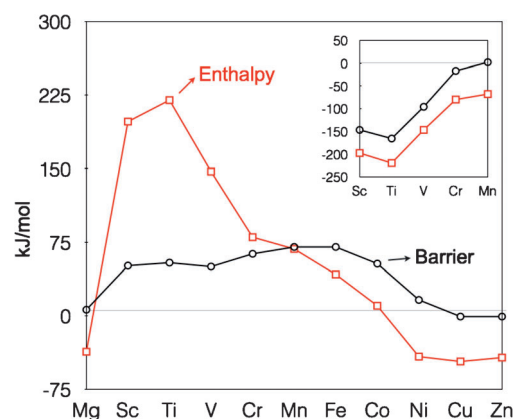 300
225
150
75
0
-75
kJ/mol
Enthalpy
Barrier
Mg Sc Ti V Cr Mn Fe Co Ni Cu Zn
50
0
-50
-100
-150
-200
-250
Sc Ti V Cr Mn